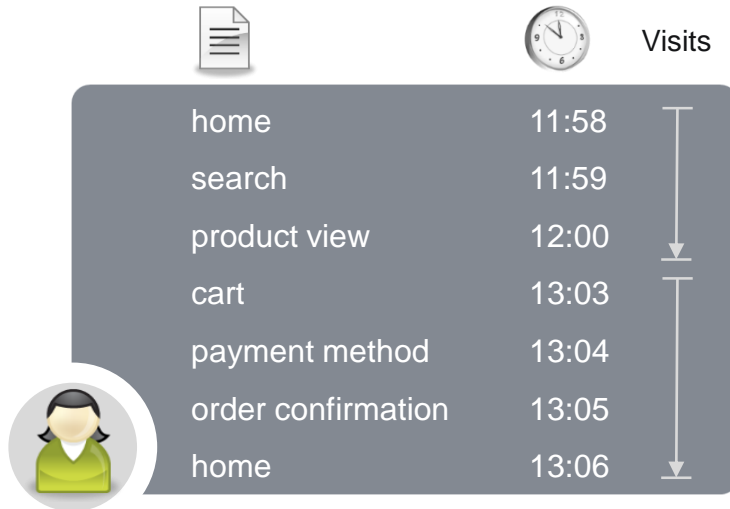 Visits
home 11:58
search 11:59
product view 12:00
cart 13:03
payment method 13:04
order confirmation 13:05
home 13:06